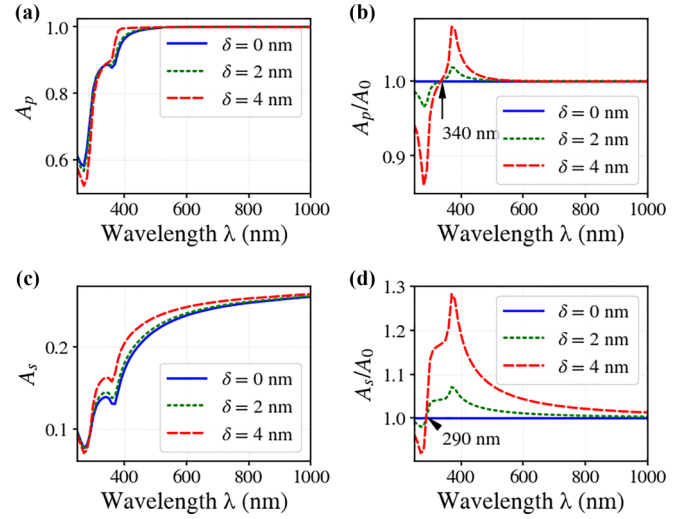 (a)
A_p
1.0
0.8
0.6
δ = 0 nm
δ = 2 nm
δ = 4 nm
400 600 800 1000
Wavelength λ (nm)
(b)
A_p/A_0
1.0
0.9
340 nm
δ = 0 nm
δ = 2 nm
δ = 4 nm
400 600 800 1000
Wavelength λ (nm)
(c)
A_s
0.2
0.1
δ = 0 nm
δ = 2 nm
δ = 4 nm
400 600 800 1000
Wavelength λ (nm)
(d)
A_s/A_0
1.3
1.2
1.1
1.0
δ = 0 nm
δ = 2 nm
δ = 4 nm
290 nm
400 600 800 1000
Wavelength λ (nm)